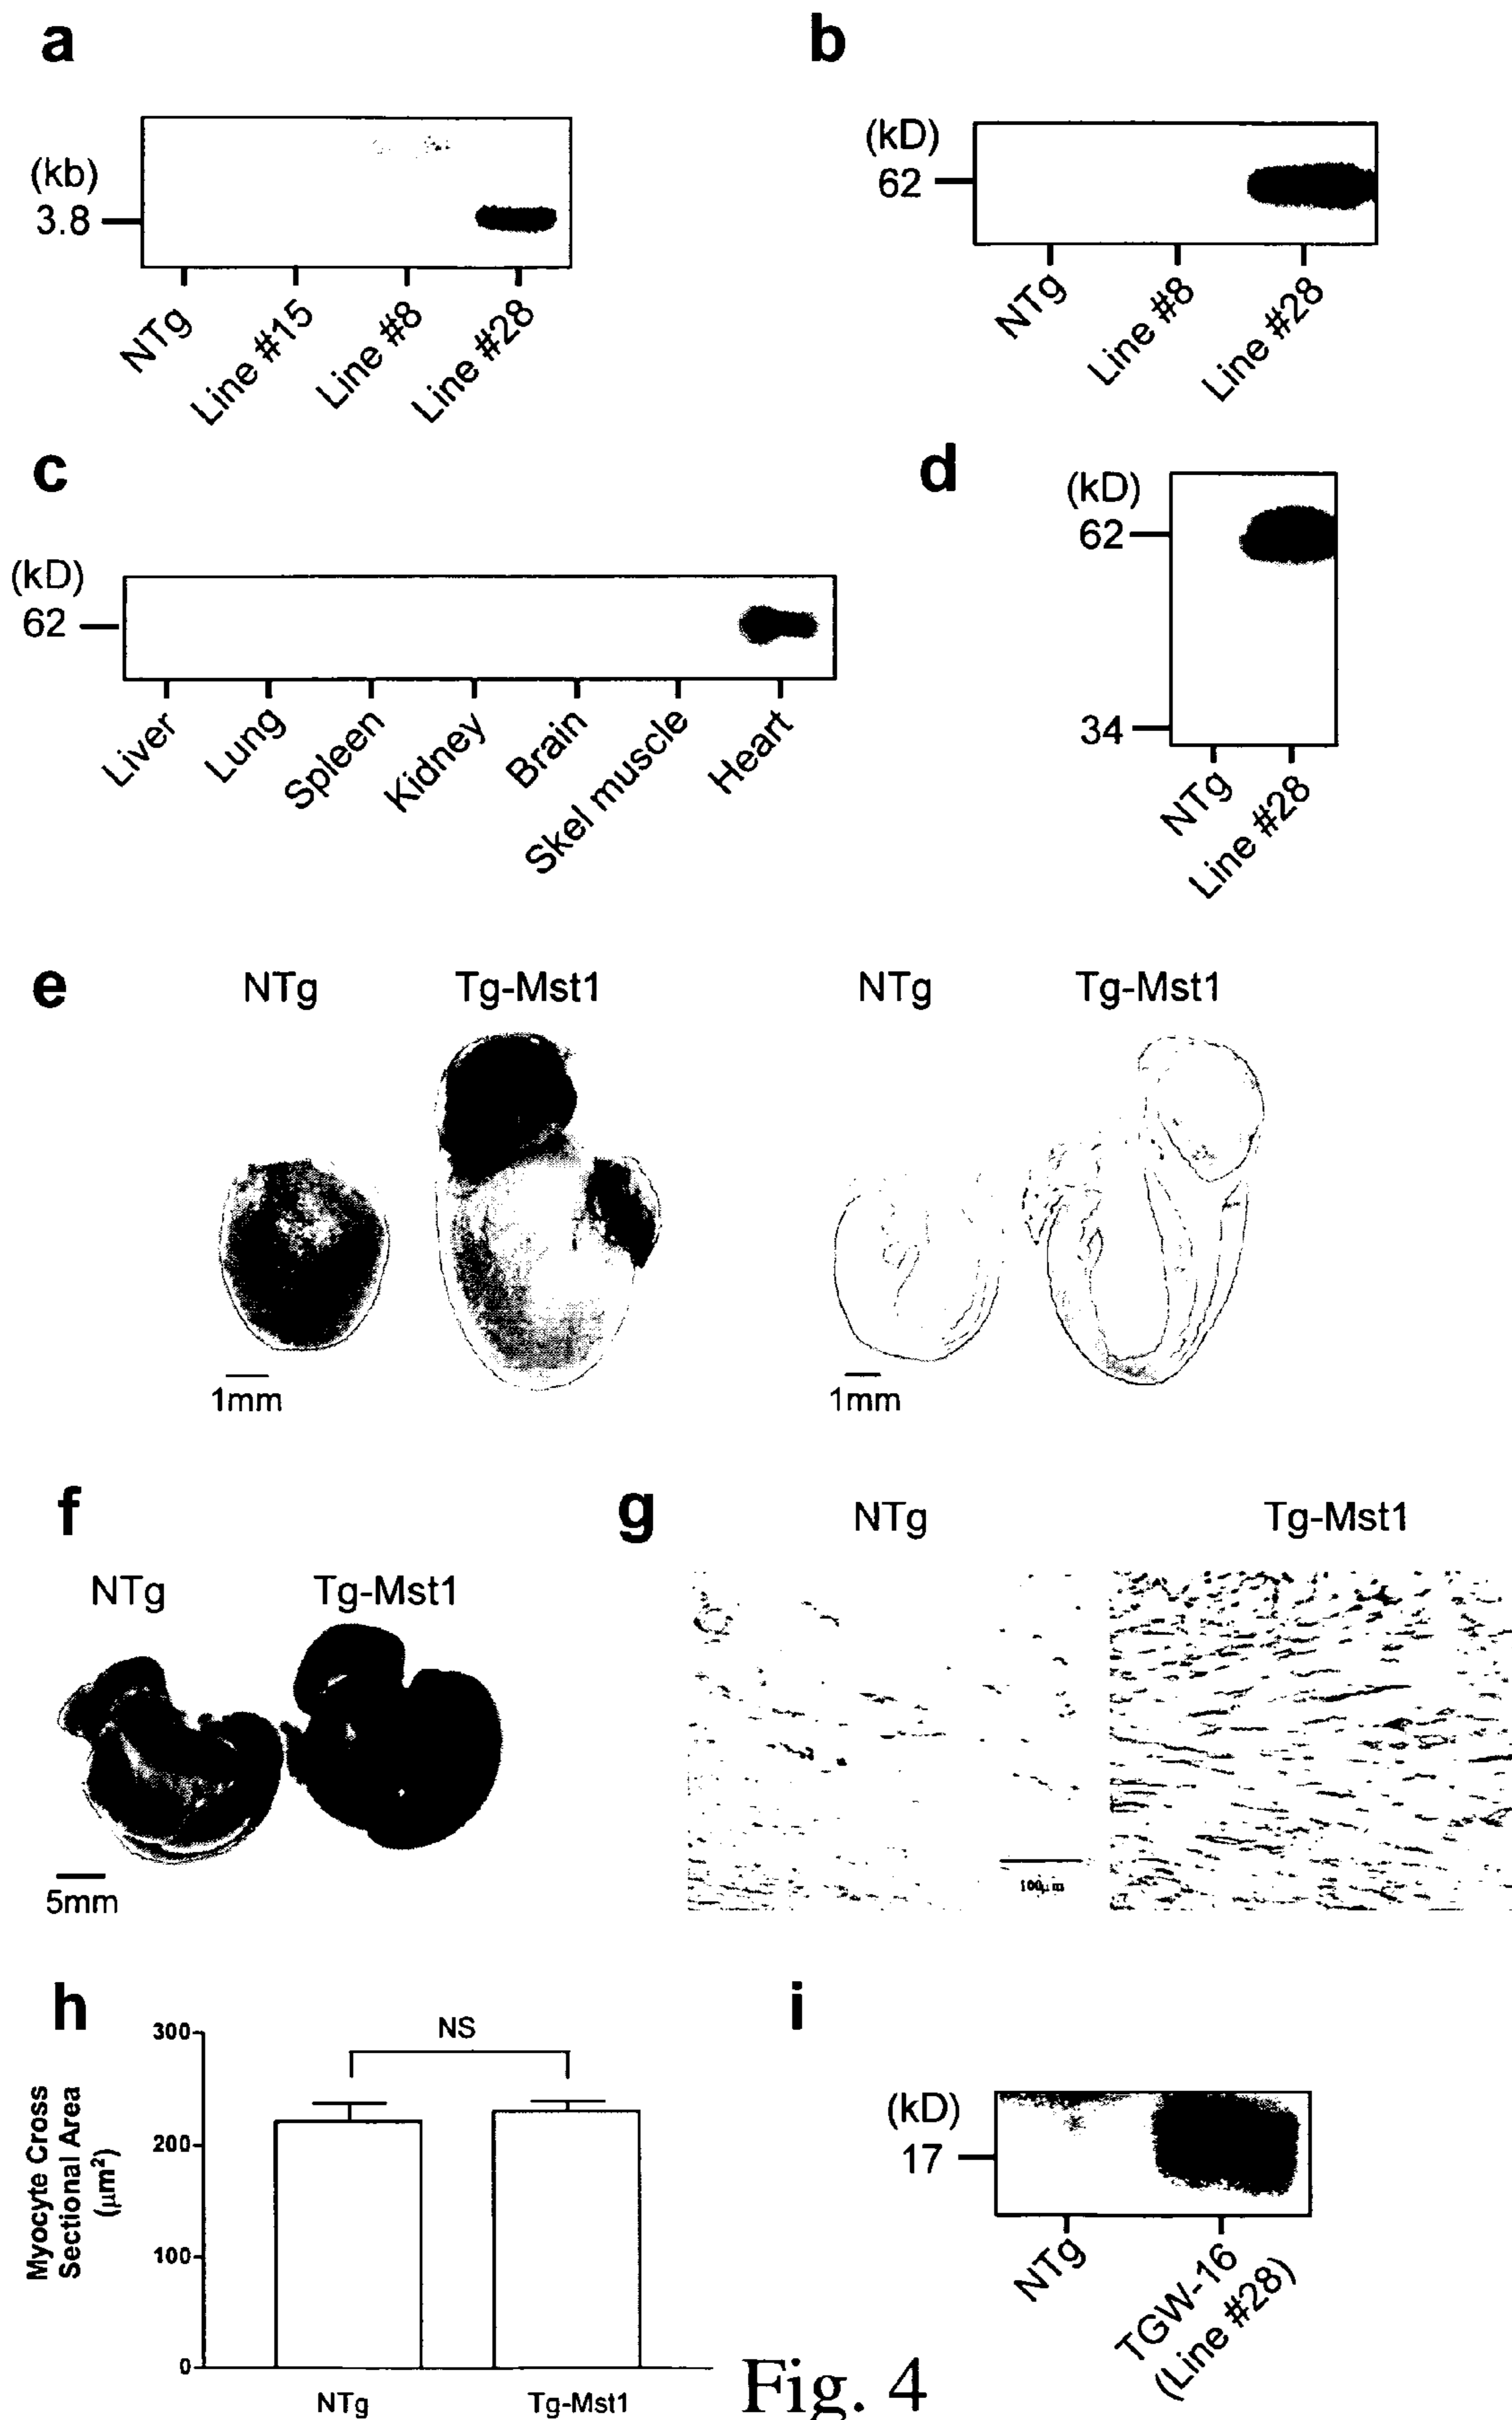 a
(kb)
3.8
NTg
Line #15
Line #8
Line #28
b
(kD)
62
NTg
Line #8
Line #28
c
(kD)
62
Liver
Lung
Spleen
Kidney
Brain
Skel muscle
Heart
d
(kD)
62
34
NTg
Line #28
e
NTg
Tg-Mst1
NTg
Tg-Mst1
1mm
1mm
f
NTg
Tg-Mst1
5mm
g
NTg
Tg-Mst1
100µm
h
Myocyte Cross
Sectional Area
(µm²)
300
200
100
0
NS
NTg
Tg-Mst1
i
(kD)
17
NTg
TGW-16
(Line #28)
Fig. 4